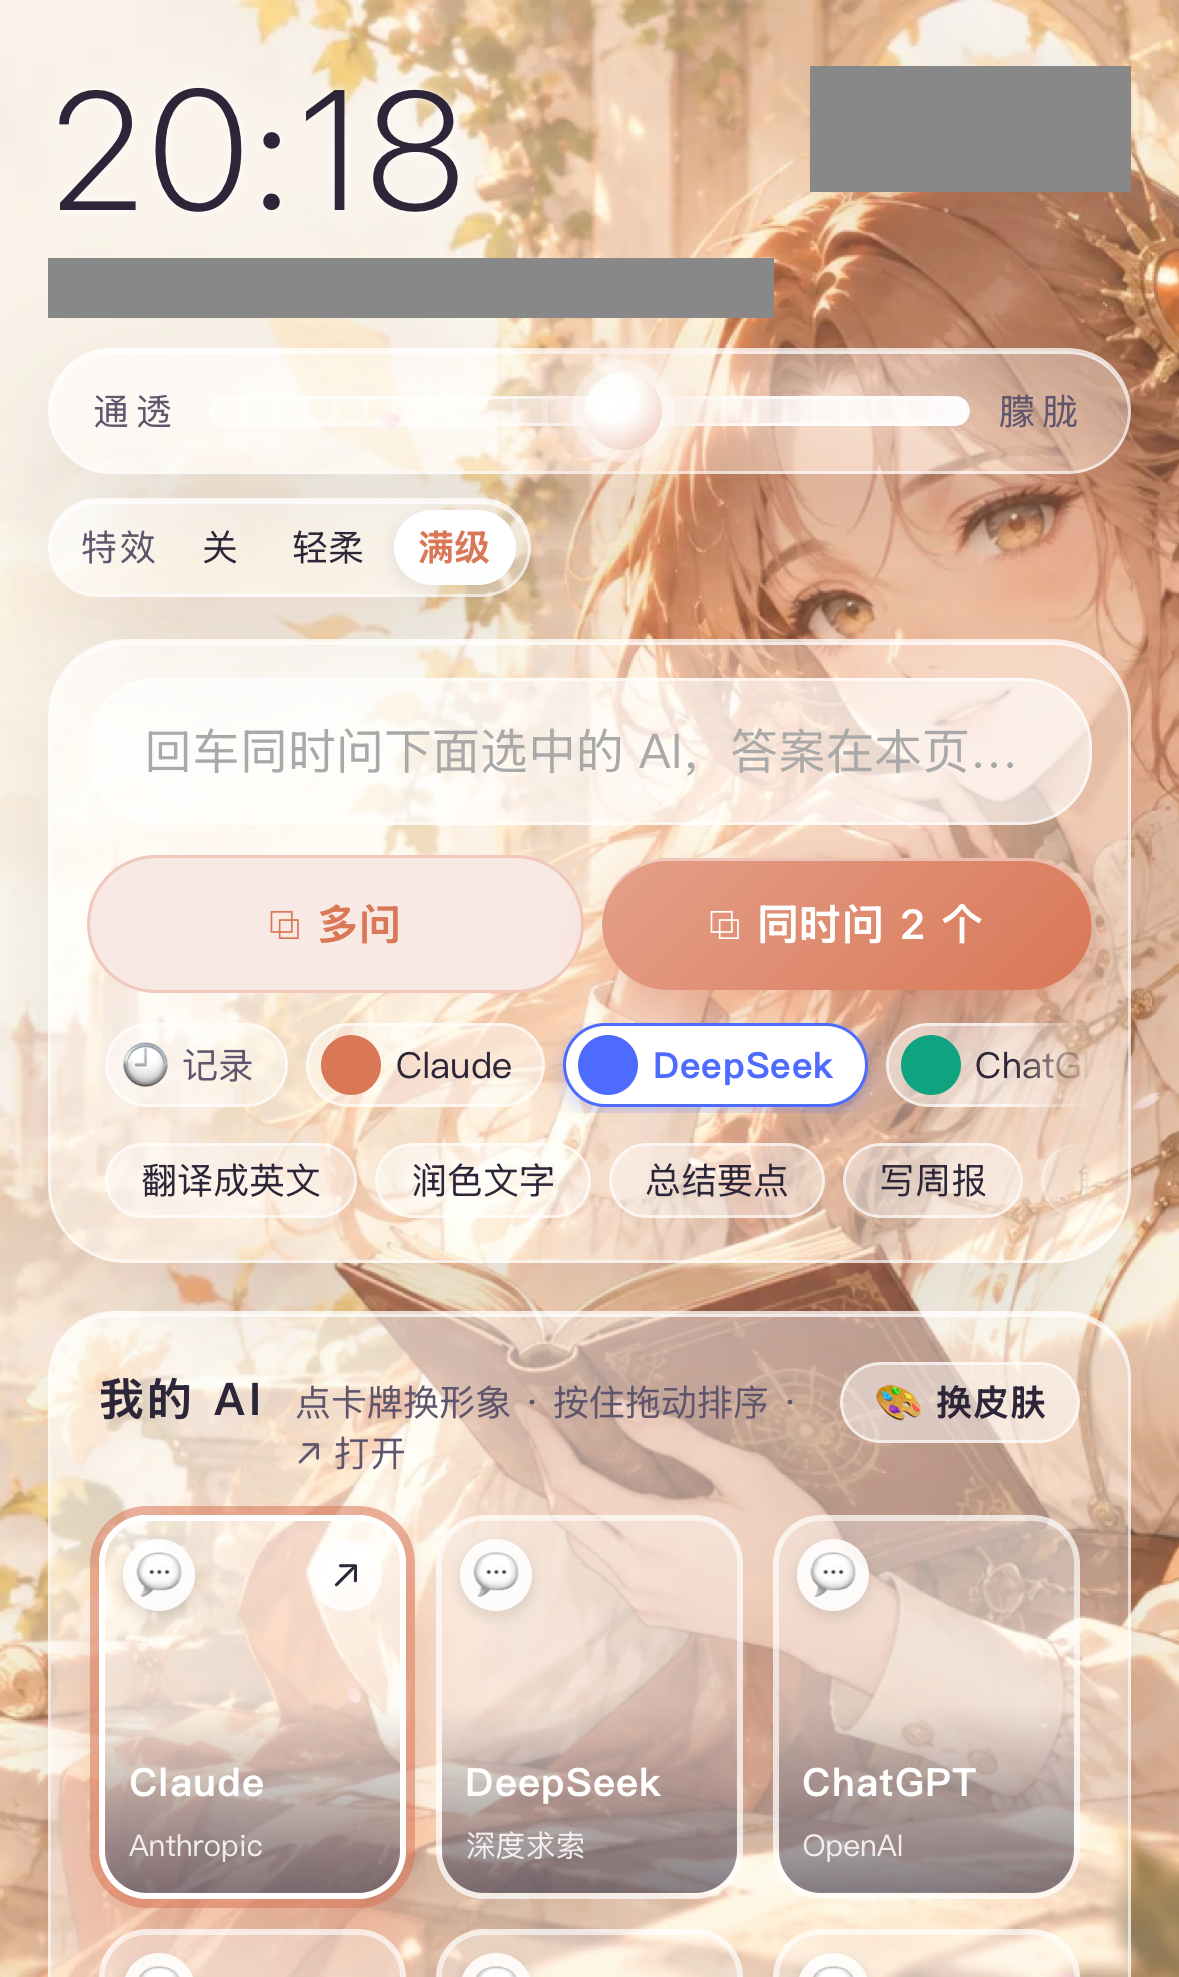 20:18
通透
朦胧
特效 关 轻柔 满级
回车同时问下面选中的 AI，答案在本页...
多问
同时问 2 个
记录 Claude DeepSeek ChatG
翻译成英文 润色文字 总结要点 写周报
我的 AI 点卡牌换形象 · 按住拖动排序 ·
↗ 打开
换皮肤
Claude
Anthropic
DeepSeek
深度求索
ChatGPT
OpenAI